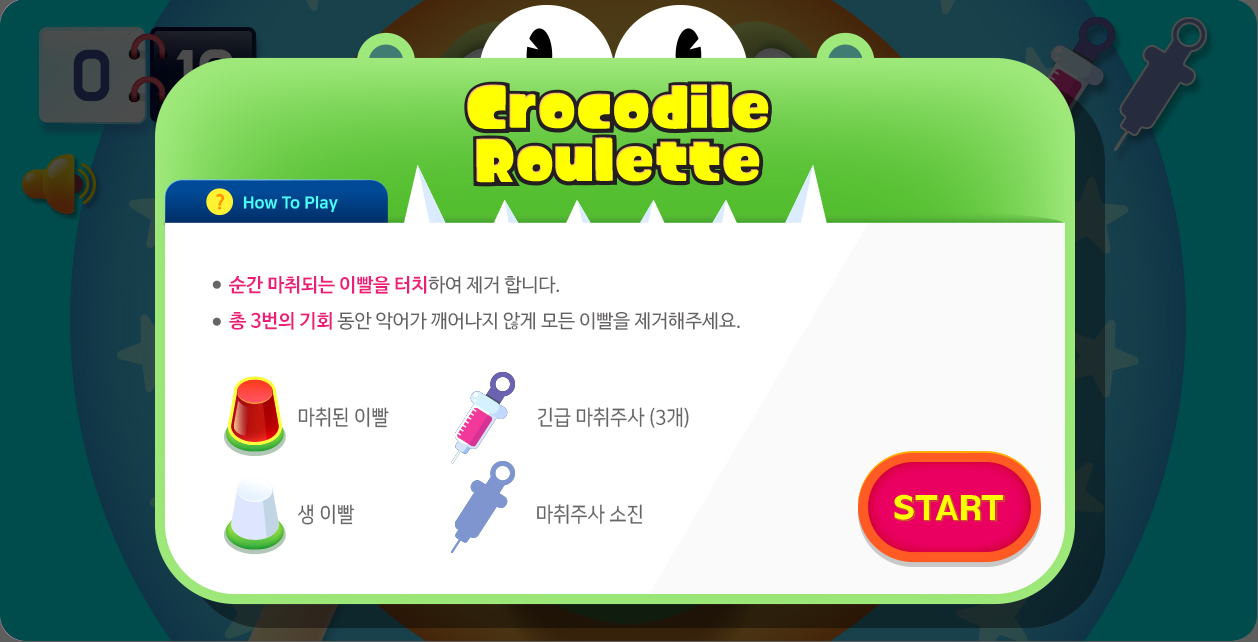 0
Crocodile
Roulette
? How To Play
• 순간 마취되는 이빨을 터치하여 제거 합니다.
• 총 3번의 기회 동안 악어가 깨어나지 않게 모든 이빨을 제거해주세요.
마취된 이빨
긴급 마취주사 (3개)
생 이빨
마취주사 소진
START